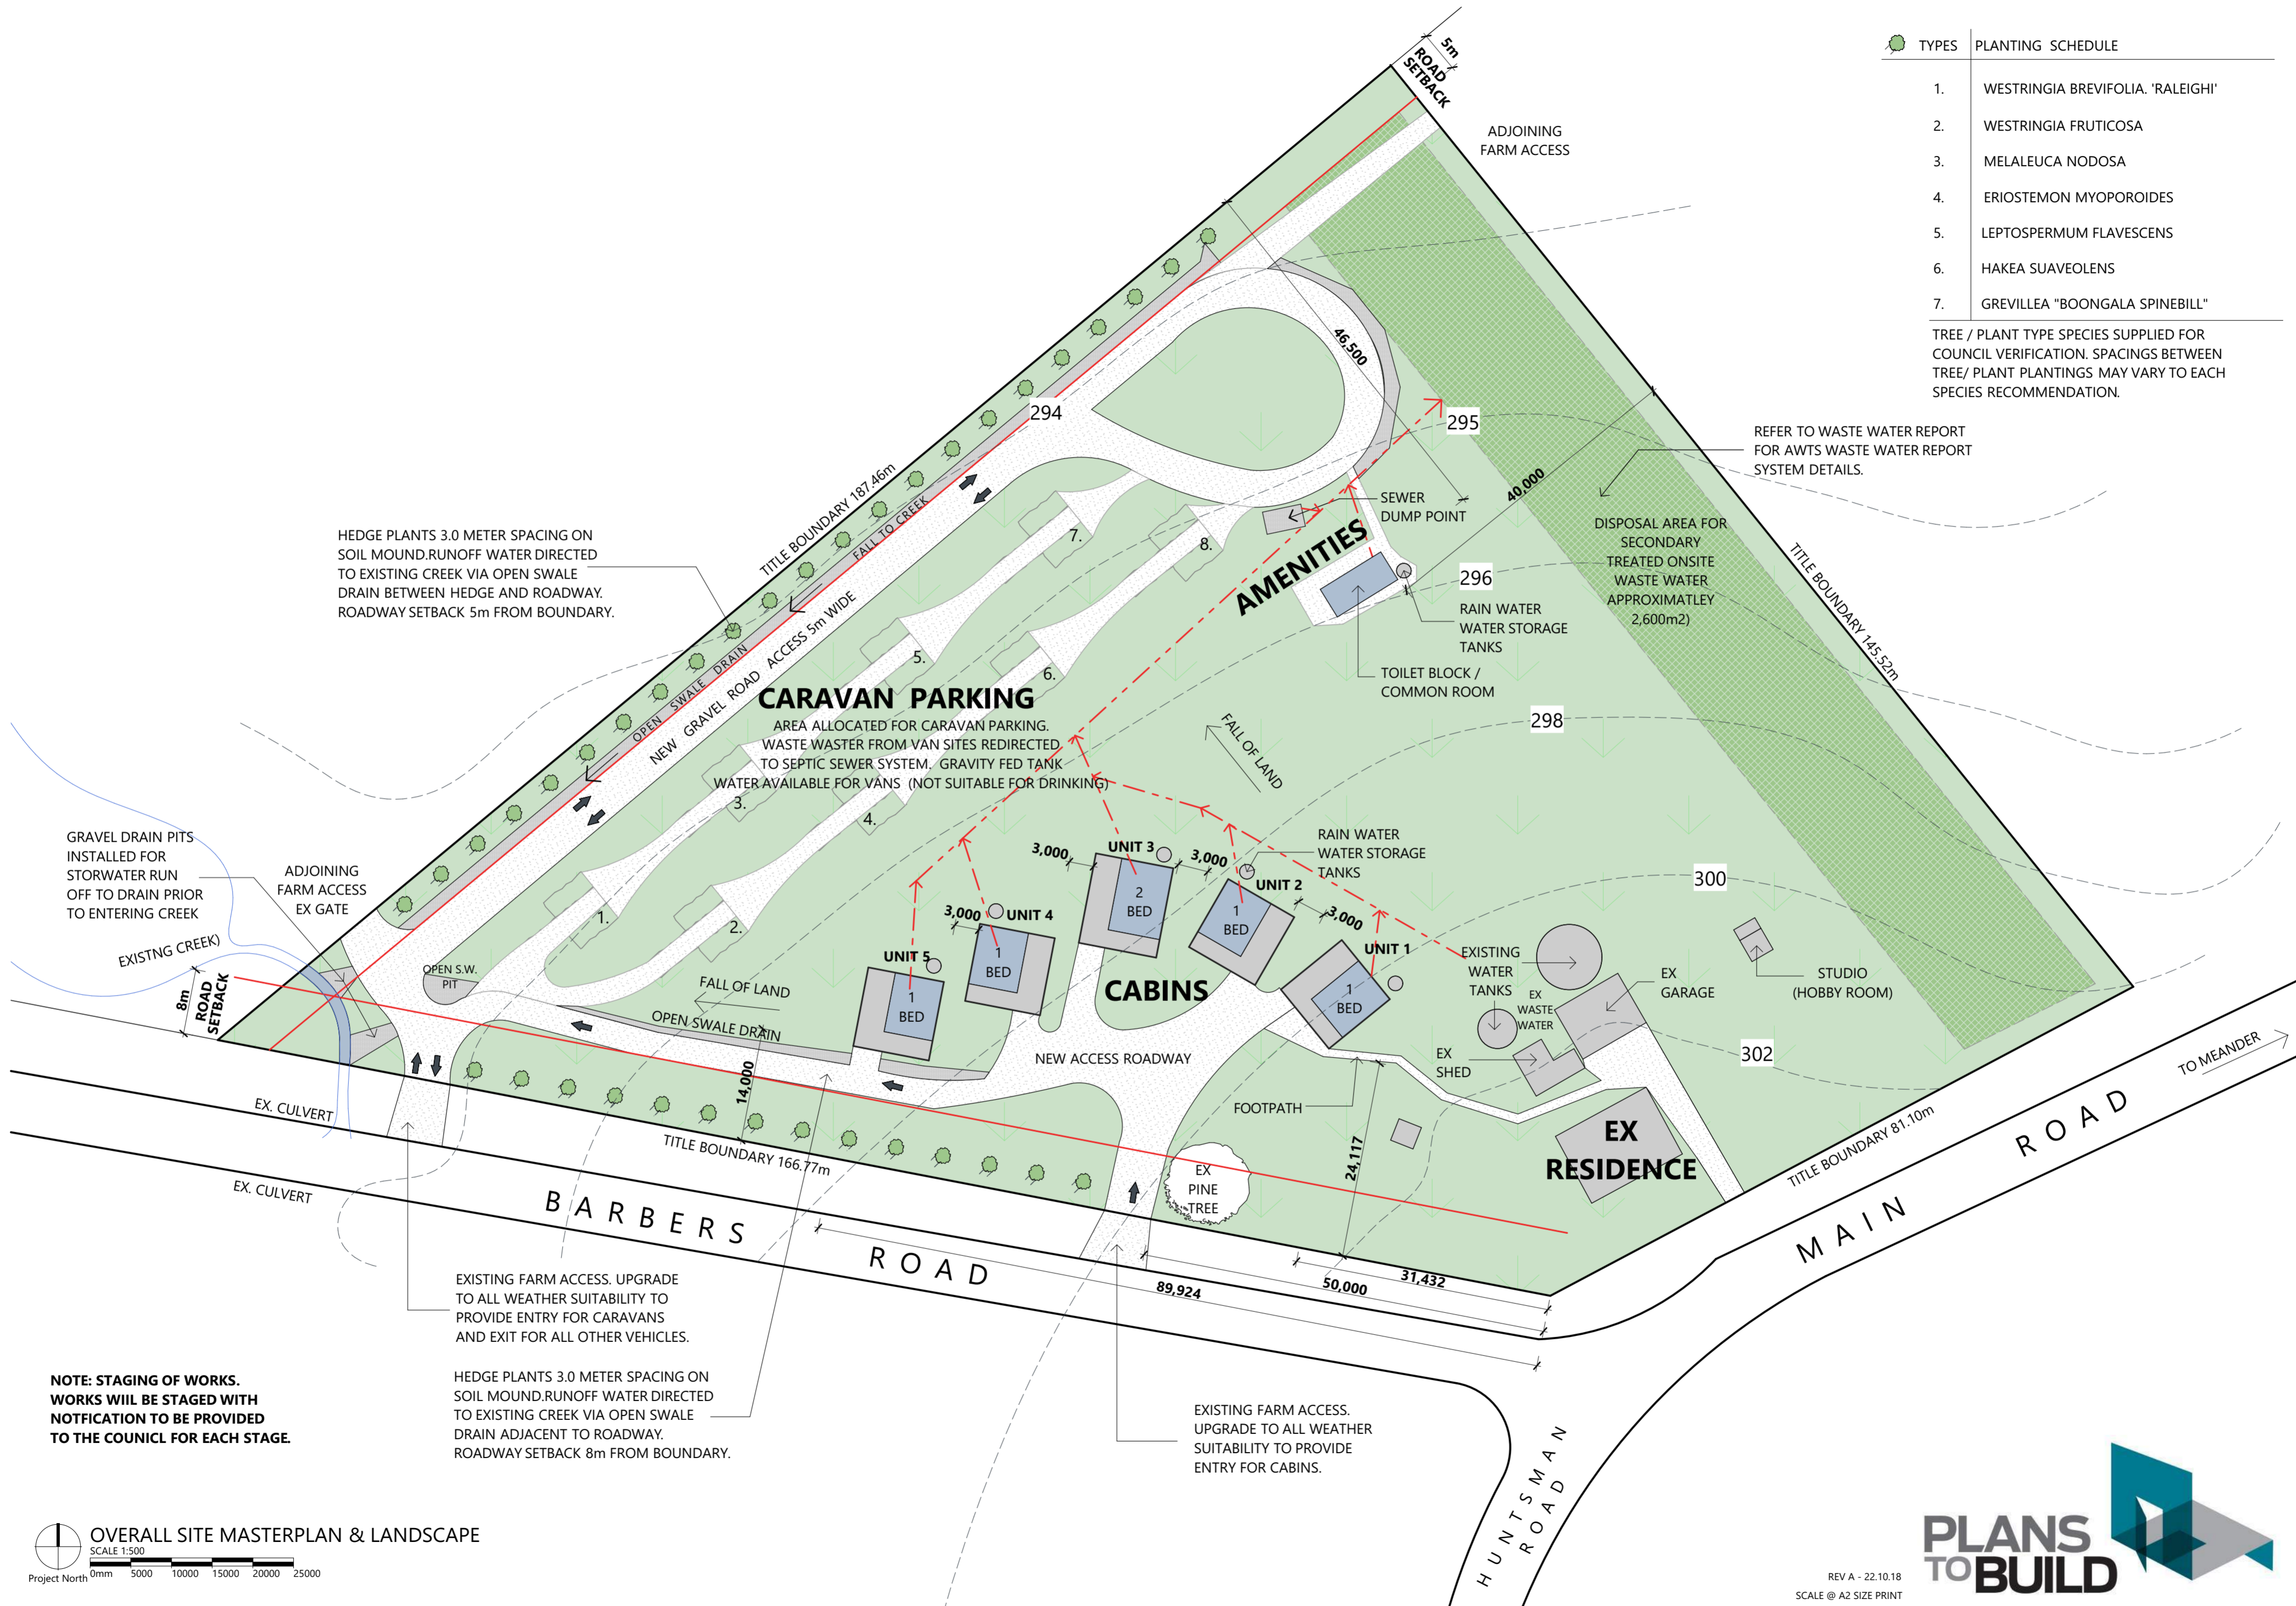 5m
ROAD
SETBACK
ADJOINING
FARM ACCESS
TYPES PLANTING SCHEDULE
1. WESTRINGIA BREVIFOLIA. 'RALEIGHI'
2. WESTRINGIA FRUTICOSA
3. MELALEUCA NODOSA
4. ERIOSTEMON MYOPOROIDES
5. LEPTOSPERMUM FLAVESCENS
6. HAKEA SUAVEOLENS
7. GREVILLEA "BOONGALA SPINEBILL"
TREE / PLANT TYPE SPECIES SUPPLIED FOR
COUNCIL VERIFICATION. SPACINGS BETWEEN
TREE/ PLANT PLANTINGS MAY VARY TO EACH
SPECIES RECOMMENDATION.
REFER TO WASTE WATER REPORT
FOR AWTS WASTE WATER REPORT
SYSTEM DETAILS.
46,500
294
295
40,000
TITLE BOUNDARY 187.46m
FALL TO CREEK
OPEN SWALE DRAIN
NEW GRAVEL ROAD ACCESS 5m WIDE
HEDGE PLANTS 3.0 METER SPACING ON
SOIL MOUND.RUNOFF WATER DIRECTED
TO EXISTING CREEK VIA OPEN SWALE
DRAIN BETWEEN HEDGE AND ROADWAY.
ROADWAY SETBACK 5m FROM BOUNDARY.
7.
8.
SEWER
DUMP POINT
AMENITIES
DISPOSAL AREA FOR
SECONDARY
TREATED ONSITE
WASTE WATER
APPROXIMATLEY
2,600m2)
TITLE BOUNDARY 145.52m
296
RAIN WATER
WATER STORAGE
TANKS
TOILET BLOCK /
COMMON ROOM
5.
6.
CARAVAN PARKING
AREA ALLOCATED FOR CARAVAN PARKING.
WASTE WASTER FROM VAN SITES REDIRECTED
TO SEPTIC SEWER SYSTEM. GRAVITY FED TANK
WATER AVAILABLE FOR VANS (NOT SUITABLE FOR DRINKING)
3.
4.
FALL OF LAND
298
GRAVEL DRAIN PITS
INSTALLED FOR
STORWATER RUN
OFF TO DRAIN PRIOR
TO ENTERING CREEK
ADJOINING
FARM ACCESS
EX GATE
EXISTNG CREEK)
8m
ROAD
SETBACK
1.
2.
OPEN S.W.
PIT
FALL OF LAND
OPEN SWALE DRAIN
3,000
UNIT 3
3,000
RAIN WATER
WATER STORAGE
TANKS
UNIT 2
3,000
2
BED
1
BED
3,000
UNIT 4
1
BED
UNIT 5
1
BED
UNIT 1
1
BED
CABINS
300
EXISTING
WATER
TANKS
EX
WASTE
WATER
EX
GARAGE
STUDIO
(HOBBY ROOM)
EX
SHED
302
NEW ACCESS ROADWAY
FOOTPATH
14,000
24,117
EX
RESIDENCE
EX
PINE
TREE
TITLE BOUNDARY 166.77m
TITLE BOUNDARY 81.10m
TO MEANDER
EX. CULVERT
EX. CULVERT
BARBERS ROAD
MAIN ROAD
31,432
50,000
89,924
EXISTING FARM ACCESS. UPGRADE
TO ALL WEATHER SUITABILITY TO
PROVIDE ENTRY FOR CARAVANS
AND EXIT FOR ALL OTHER VEHICLES.
HEDGE PLANTS 3.0 METER SPACING ON
SOIL MOUND.RUNOFF WATER DIRECTED
TO EXISTING CREEK VIA OPEN SWALE
DRAIN ADJACENT TO ROADWAY.
ROADWAY SETBACK 8m FROM BOUNDARY.
EXISTING FARM ACCESS.
UPGRADE TO ALL WEATHER
SUITABILITY TO PROVIDE
ENTRY FOR CABINS.
HUNTSMAN
ROAD
NOTE: STAGING OF WORKS.
WORKS WIIL BE STAGED WITH
NOTFICATION TO BE PROVIDED
TO THE COUNICL FOR EACH STAGE.
OVERALL SITE MASTERPLAN & LANDSCAPE
SCALE 1:500
0mm 5000 10000 15000 20000 25000
Project North
PLANS
TO BUILD
REV A - 22.10.18
SCALE @ A2 SIZE PRINT